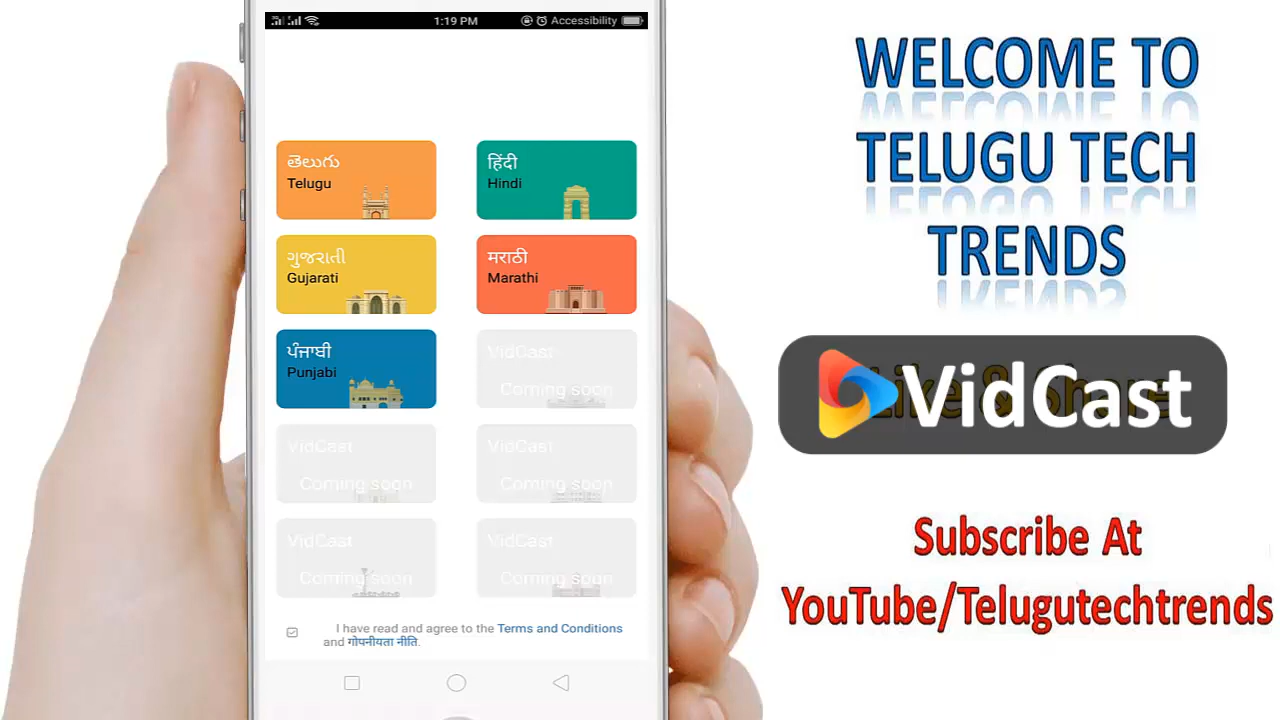 1:19 PM
Accessibility
తెలుగు
Telugu
हिंदी
Hindi
ગુજરાતી
Gujarati
मराठी
Marathi
ਪੰਜਾਬੀ
Punjabi
VidCast
Coming soon
VidCast
Coming soon
VidCast
Coming soon
VidCast
Coming soon
VidCast
Coming soon
I have read and agree to the Terms and Conditions
and गोपनीयता नीति.
WELCOME TO
TELUGU TECH
TRENDS
Like & Share
VidCast
Subscribe At
YouTube/Telugutechtrends